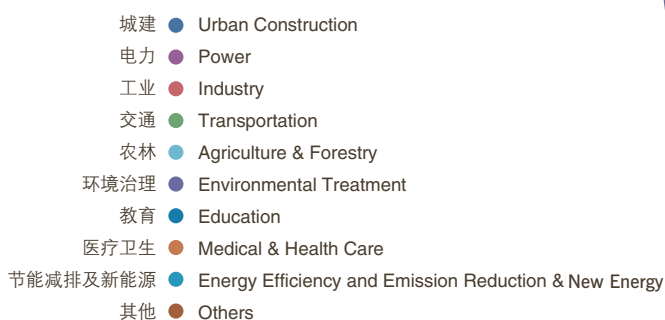 城建 Urban Construction
电力 Power
工业 Industry
交通 Transportation
农林 Agriculture & Forestry
环境治理 Environmental Treatment
教育 Education
医疗卫生 Medical & Health Care
节能减排及新能源 Energy Efficiency and Emission Reduction & New Energy
其他 Others